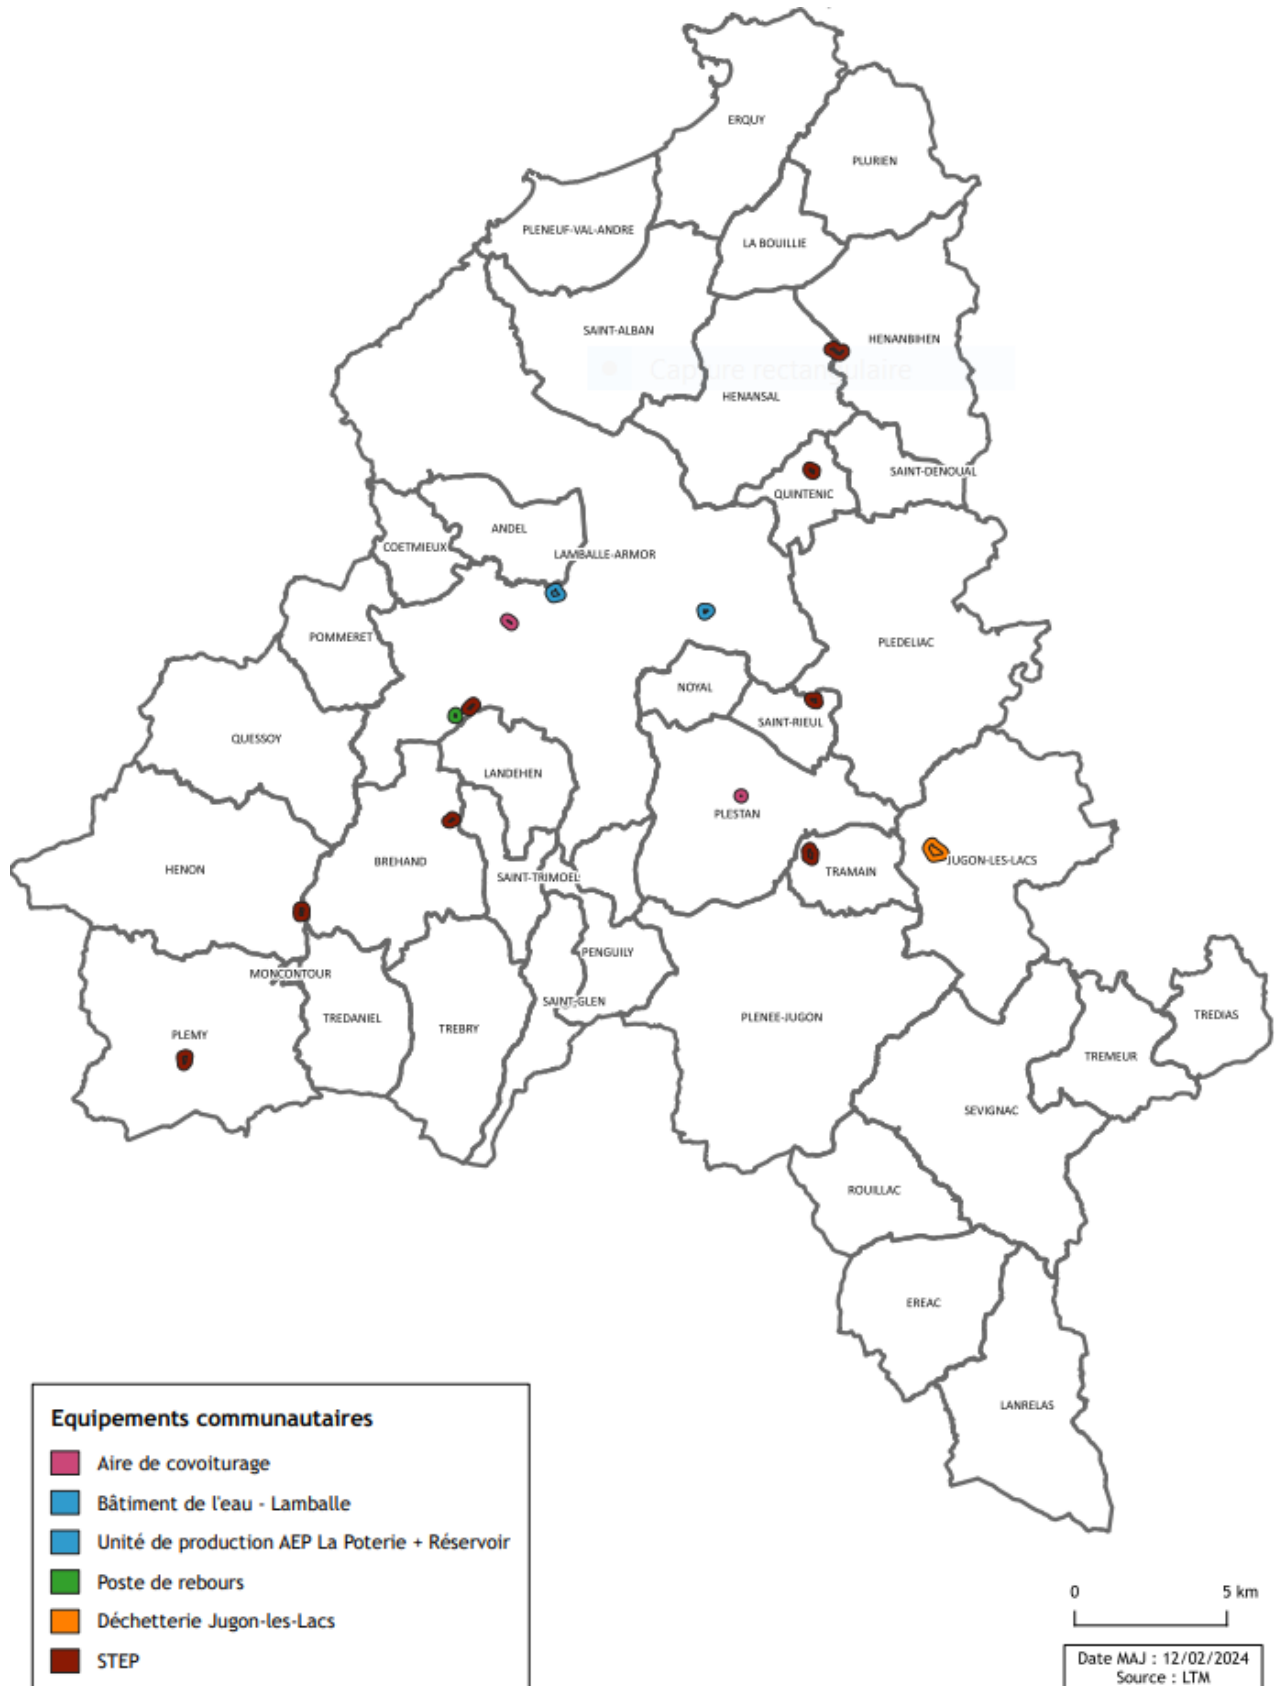 ERQUY
PLURIEN
PLENEUF-VAL-ANDRE
LA BOUILLIE
SAINT-ALBAN
HENANBIHEN
Capture rectangulaire
HENANSAL
SAINT-DENOUAL
QUINTENIC
ANDEL
COETMIEUX
LAMBALLE-ARMOR
POMMERET
PLEDELIAC
NOYAL
SAINT-RIEUL
QUESSOY
LANDEHEN
PLESTAN
BREHAND
JUGON-LES-LACS
HENON
TRAMAIN
SAINT-TRIMOEL
PENGUILY
MONCONTOUR
SAINT-GLEN
TREDANIEL
TREBRY
PLENEE-JUGON
TREDIAS
PLEMY
TREMEUR
SEVIGNAC
ROUILLAC
EREAC
LANRELAS
Equipements communautaires
Aire de covoiturage
Bâtiment de l'eau - Lamballe
Unité de production AEP La Poterie + Réservoir
Poste de rebours
Déchetterie Jugon-les-Lacs
STEP
0 5 km
Date MAJ : 12/02/2024
Source : LTM